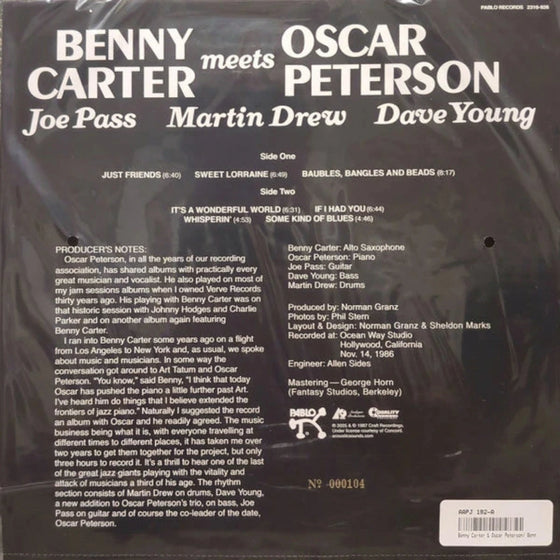 PABLO RECORDS 2310-926
BENNY CARTER meets OSCAR PETERSON
Joe Pass Martin Drew Dave Young
Side One
JUST FRIENDS (6:40) SWEET LORRAINE (6:49) BAUBLES, BANGLES AND BEADS (8:17)
Side Two
IT'S A WONDERFUL WORLD (6:31) IF I HAD YOU (6:44)
WHISPERIN' (4:53) SOME KIND OF BLUES (4:46)
PRODUCER'S NOTES:
Oscar Peterson, in all the years of our recording
association, has shared albums with practically every
great musician and vocalist. He also played on most of
my jam sessions albums when I owned Verve Records
thirty years ago. His playing with Benny Carter was on
that historic session with Johnny Hodges and Charlie
Parker and on another album again featuring
Benny Carter.
I ran into Benny Carter some years ago on a flight
from Los Angeles to New York and, as usual, we spoke
about music and musicians. In some way the
conversation got around to Art Tatum and Oscar
Peterson. "You know," said Benny, "I think that today
Oscar has pushed the piano a little further past Art.
I've heard him do things that I believe extended the
frontiers of jazz piano." Naturally I suggested the record
an album with Oscar and he readily agreed. The music
business being what it is, with everyone travelling at
different times to different places, it has taken me over
two years to get them together for the project, but only
three hours to record it. It's a thrill to hear one of the last
of the great jazz giants playing with the vitality and
attack of musicians a third of his age. The rhythm
section consists of Martin Drew on drums, Dave Young,
a new addition to Oscar Peterson's trio, on bass, Joe
Pass on guitar and of course the co-leader of the date,
Oscar Peterson.
Benny Carter: Alto Saxophone
Oscar Peterson: Piano
Joe Pass: Guitar
Dave Young: Bass
Martin Drew: Drums
Produced by: Norman Granz
Photos by: Phil Stern
Layout & Design: Norman Granz & Sheldon Marks
Recorded at: Ocean Way Studio
Hollywood, California
Nov. 14, 1986
Engineer: Allen Sides
Mastering—George Horn
(Fantasy Studios, Berkeley)
PABLO
QUALITY
℗ 2025 & © 1987 Craft Recordings.
Under license courtesy of Concord.
acousticsounds.com
Nº 000104
AAPJ 192-A
Benny Carter & Oscar Peterson/ Benn